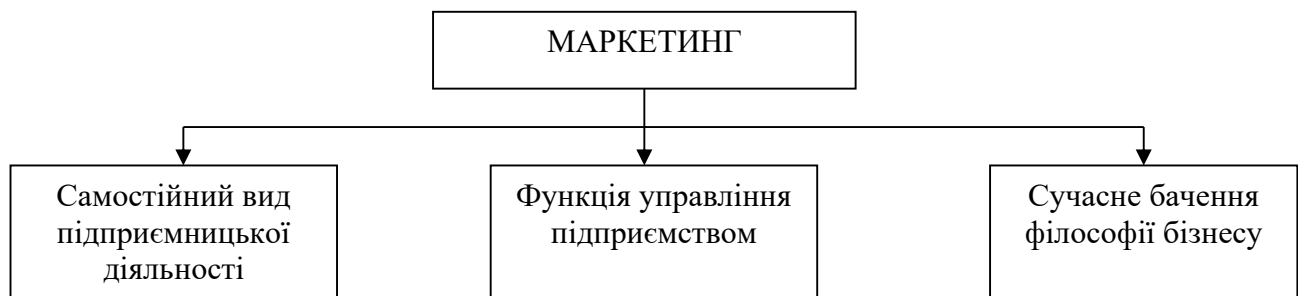 МАРКЕТИНГ
Самостійний вид
підприємницької
діяльності
Функція управління
підприємством
Сучасне бачення
філософії бізнесу